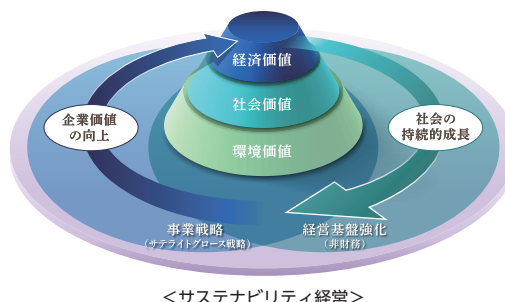 経済価値
社会価値
環境価値
企業価値
の向上
社会の
持続的成長
事業戦略
（サテライトグロース戦略）
経営基盤強化
（非財務）
＜サステナビリティ経営＞